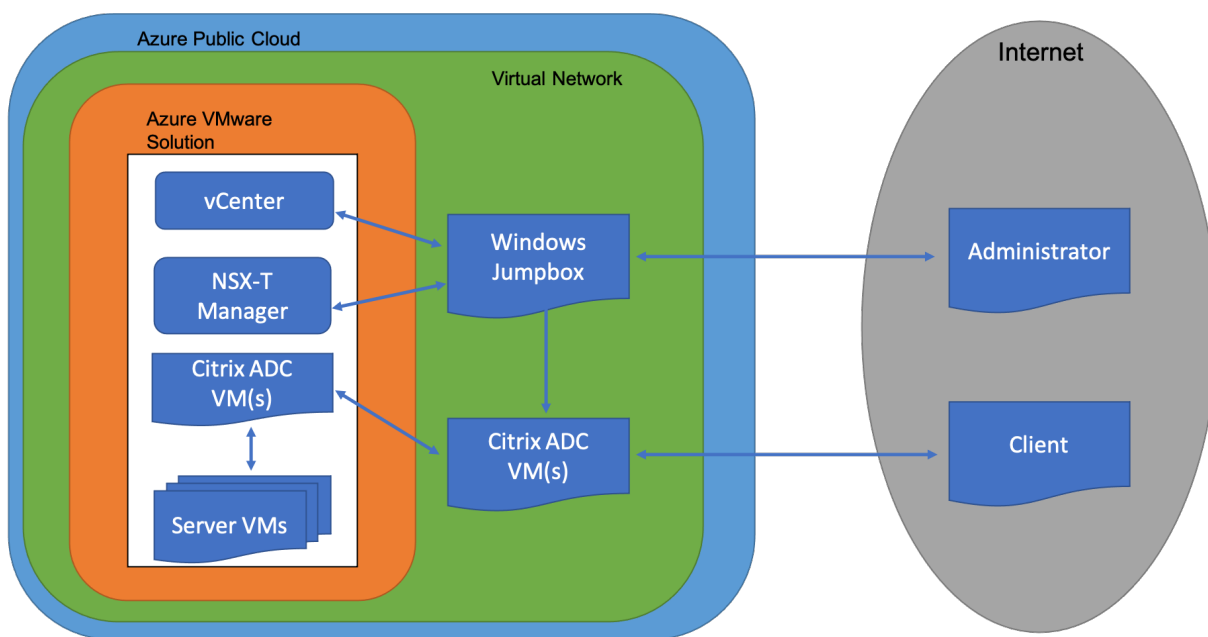 Azure Public Cloud
Virtual Network
Azure VMware
Solution
vCenter
NSX-T
Manager
Citrix ADC
VM(s)
Server VMs
Windows
Jumpbox
Citrix ADC
VM(s)
Internet
Administrator
Client